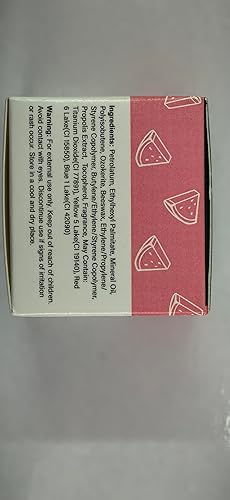 Ingredients: Petrolatum, Ethylhexyl Palmitate, Mineral Oil,
Polyisobutene, Ozokerite, Beeswax, Ethylene/Propylene/
Styrene Copolymer, Butylene/Ethylene/Styrene Copolymer,
Propolis Extract, Tocopherol, Fragrance, May Contain:
Titanium Dioxide(CI 77891), Yellow 5 Lake(CI 19140), Red
6 Lake(CI 15850), Blue 1 Lake(CI 42090)
Warning: For external use only. Keep out of reach of children.
Avoid contact with eyes. Discontinue use if signs of irritation
or rash occur. Store in a cool and dry place.